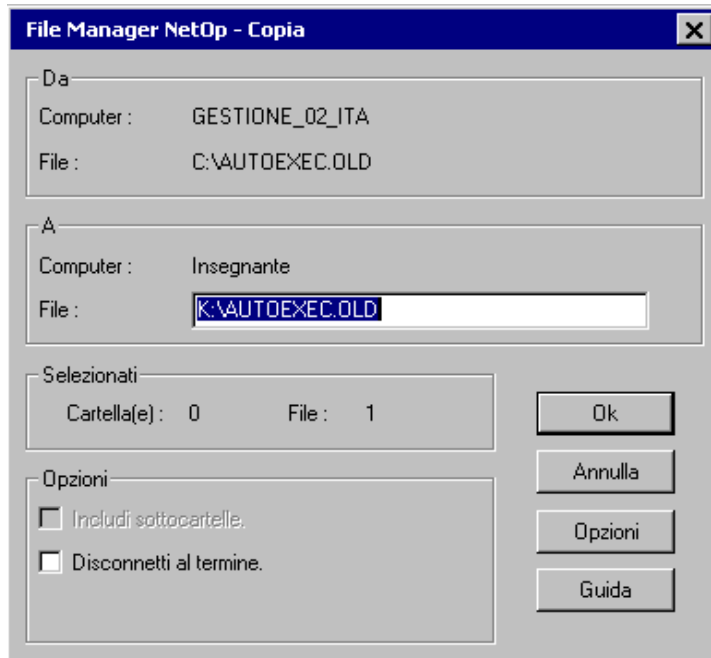 File Manager NetOp - Copia
Da
Computer : GESTIONE_02_ITA
File : C:\AUTOEXEC.OLD
A
Computer : Insegnante
File : K:\AUTOEXEC.OLD
Selezionati
Cartella(e) : 0 File : 1
Ok
Annulla
Opzioni
Includi sottocartelle.
Opzioni
Disconnetti al termine.
Guida